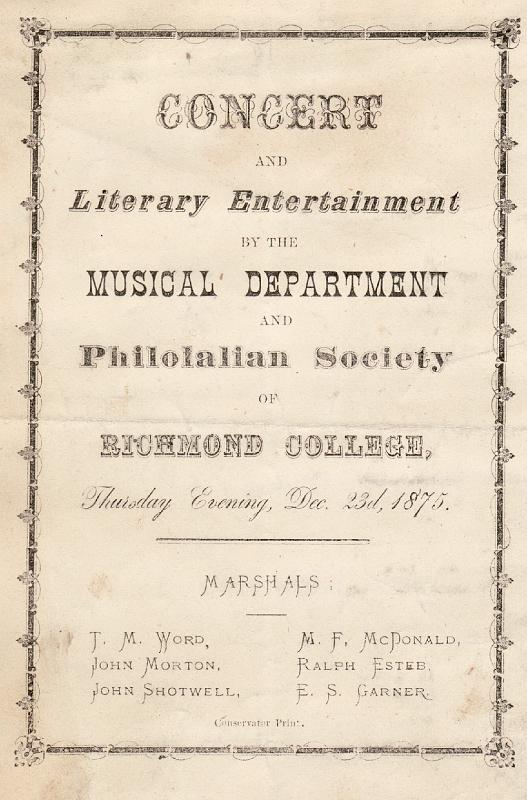 CONCERT
AND
Literary Entertainment
BY THE
MUSICAL DEPARTMENT
AND
Philolalian Society
OF
RICHMOND COLLEGE,
Thursday Evening, Dec. 23d, 1875.
MARSHALS:
T. M. WORD, M. F. McDONALD,
JOHN MORTON, RALPH ESTEB,
JOHN SHOTWELL, E. S. GARNER.
Conservator Print.